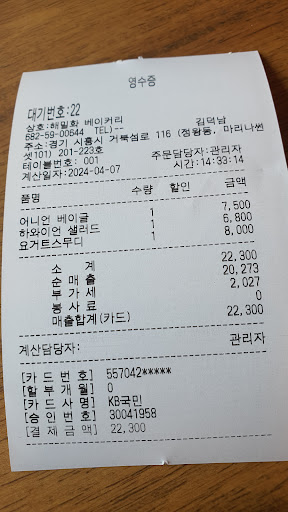 영수증
대기번호:22
상호:해밀화 베이커리 김덕남
682-59-00644 TEL)--
주소:경기 시흥시 거북섬로 116 (정왕동, 마리나썬
셋101) 201-223호
테이블번호: 001 주문담당자:관리자
계산일자:2024-04-07 시간:14:33:14
품명 수량 할인 금액
어니언 베이글 1 7,500
하와이언 샐러드 1 6,800
요거트스무디 1 8,000
소 계 22,300
순 매출 20,273
부 가 세 2,027
봉 사 료 0
매출합계(카드) 22,300
계산담당자: 관리자
[카 드 번 호] 557042*****
[할 부 개 월] 0
[카 드 사 명] KB국민
[승 인 번 호] 30041958
[결 제 금 액] 22,300